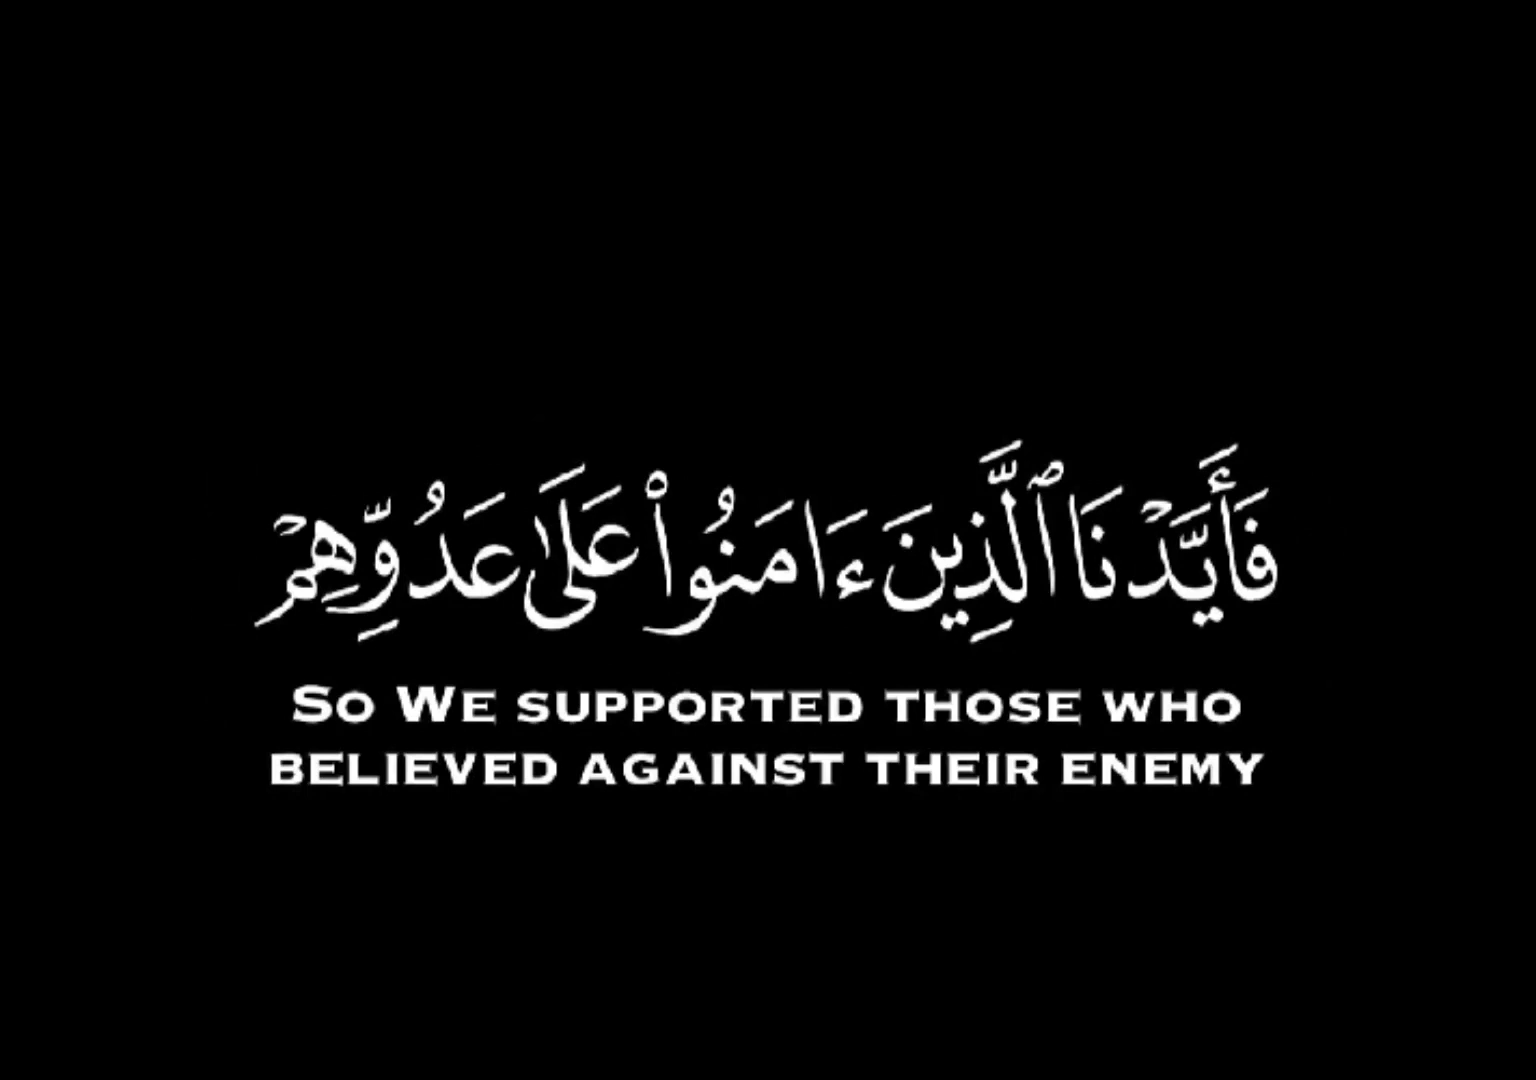 فَأَيَّدْنَا ٱلَّذِينَ ءَامَنُوا۟ عَلَىٰ عَدُوِّهِمْ
So We supported those who
believed against their enemy